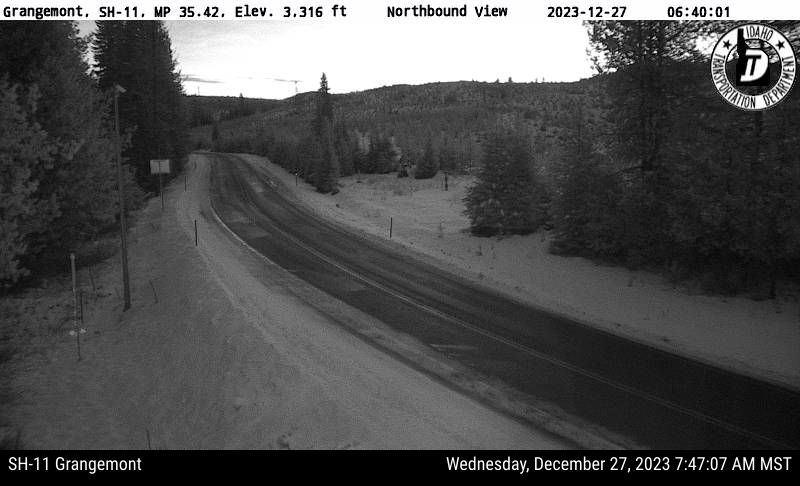 Grangemont, SH-11, MP 35.42, Elev. 3,316 ft Northbound View 2023-12-27 06:40:01
IDAHO
TRANSPORTATION DEPARTMENT
SH-11 Grangemont Wednesday, December 27, 2023 7:47:07 AM MST